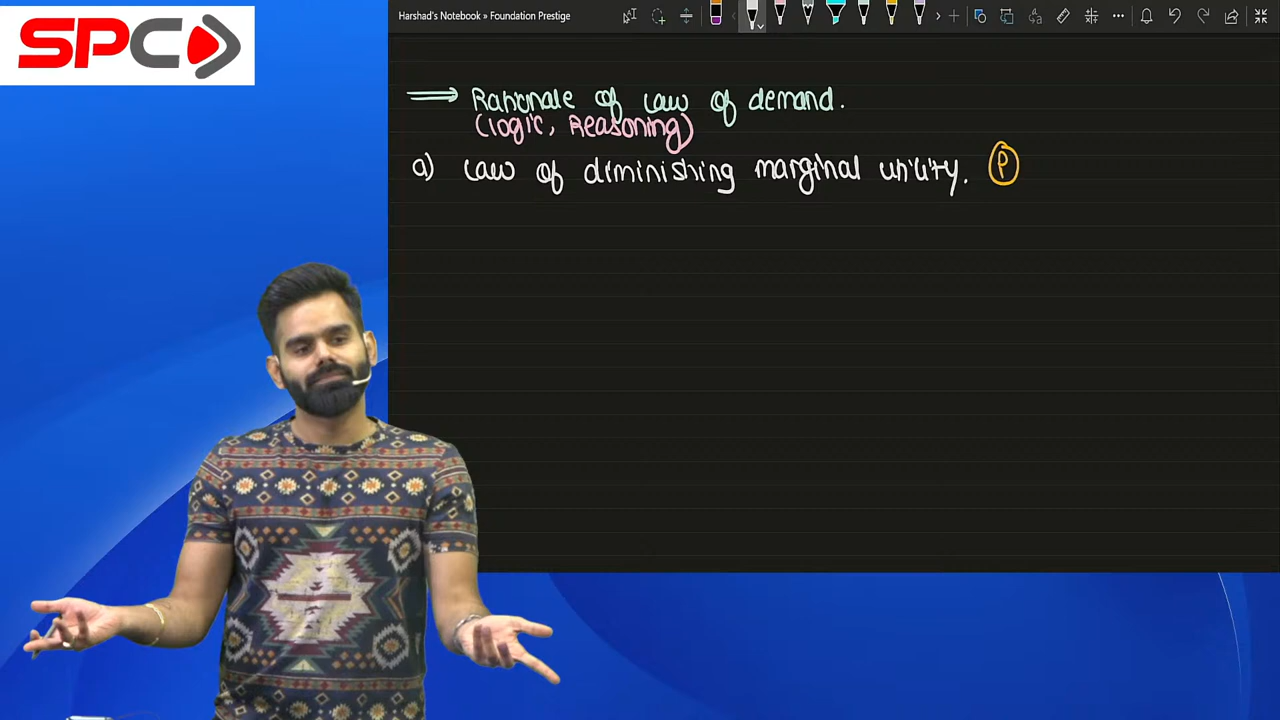 SPC
Harshad's Notebook » Foundation Prestige
Rationale of law of demand.
(logic, Reasoning)
a) Law of diminishing marginal utility. P